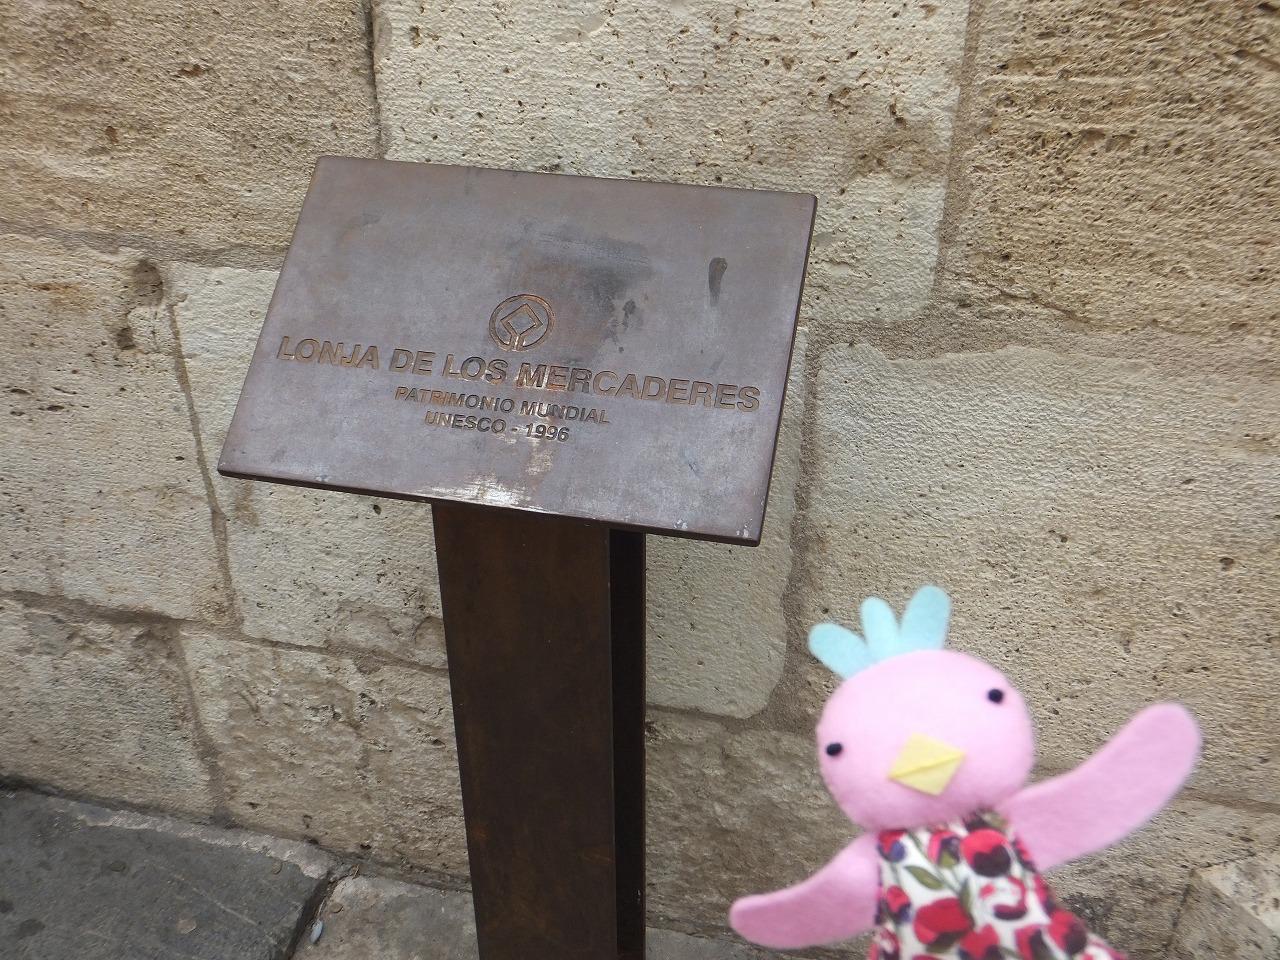 LONJA DE LOS MERCADERES
PATRIMONIO MUNDIAL
UNESCO - 1996